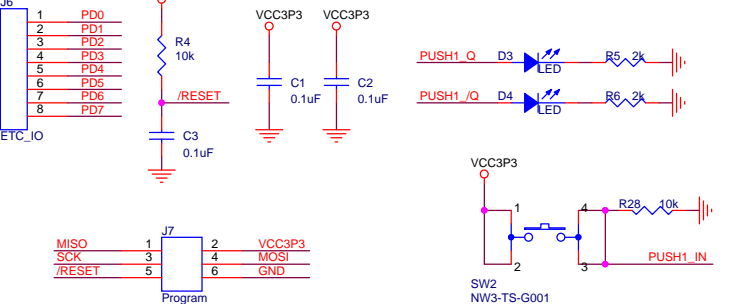 J6
1 PD0
2 PD1
3 PD2
4 PD3
5 PD4
6 PD5
7 PD6
8 PD7
ETC_IO
R4
10k
/RESET
C3
0.1uF
VCC3P3
C1
0.1uF
VCC3P3
C2
0.1uF
PUSH1_Q D3 LED R5 2k
PUSH1_/Q D4 LED R6 2k
J7
MISO 1 2 VCC3P3
SCK 3 4 MOSI
/RESET 5 6 GND
Program
VCC3P3
1 4 R28 10k
2 3 PUSH1_IN
SW2
NW3-TS-G001